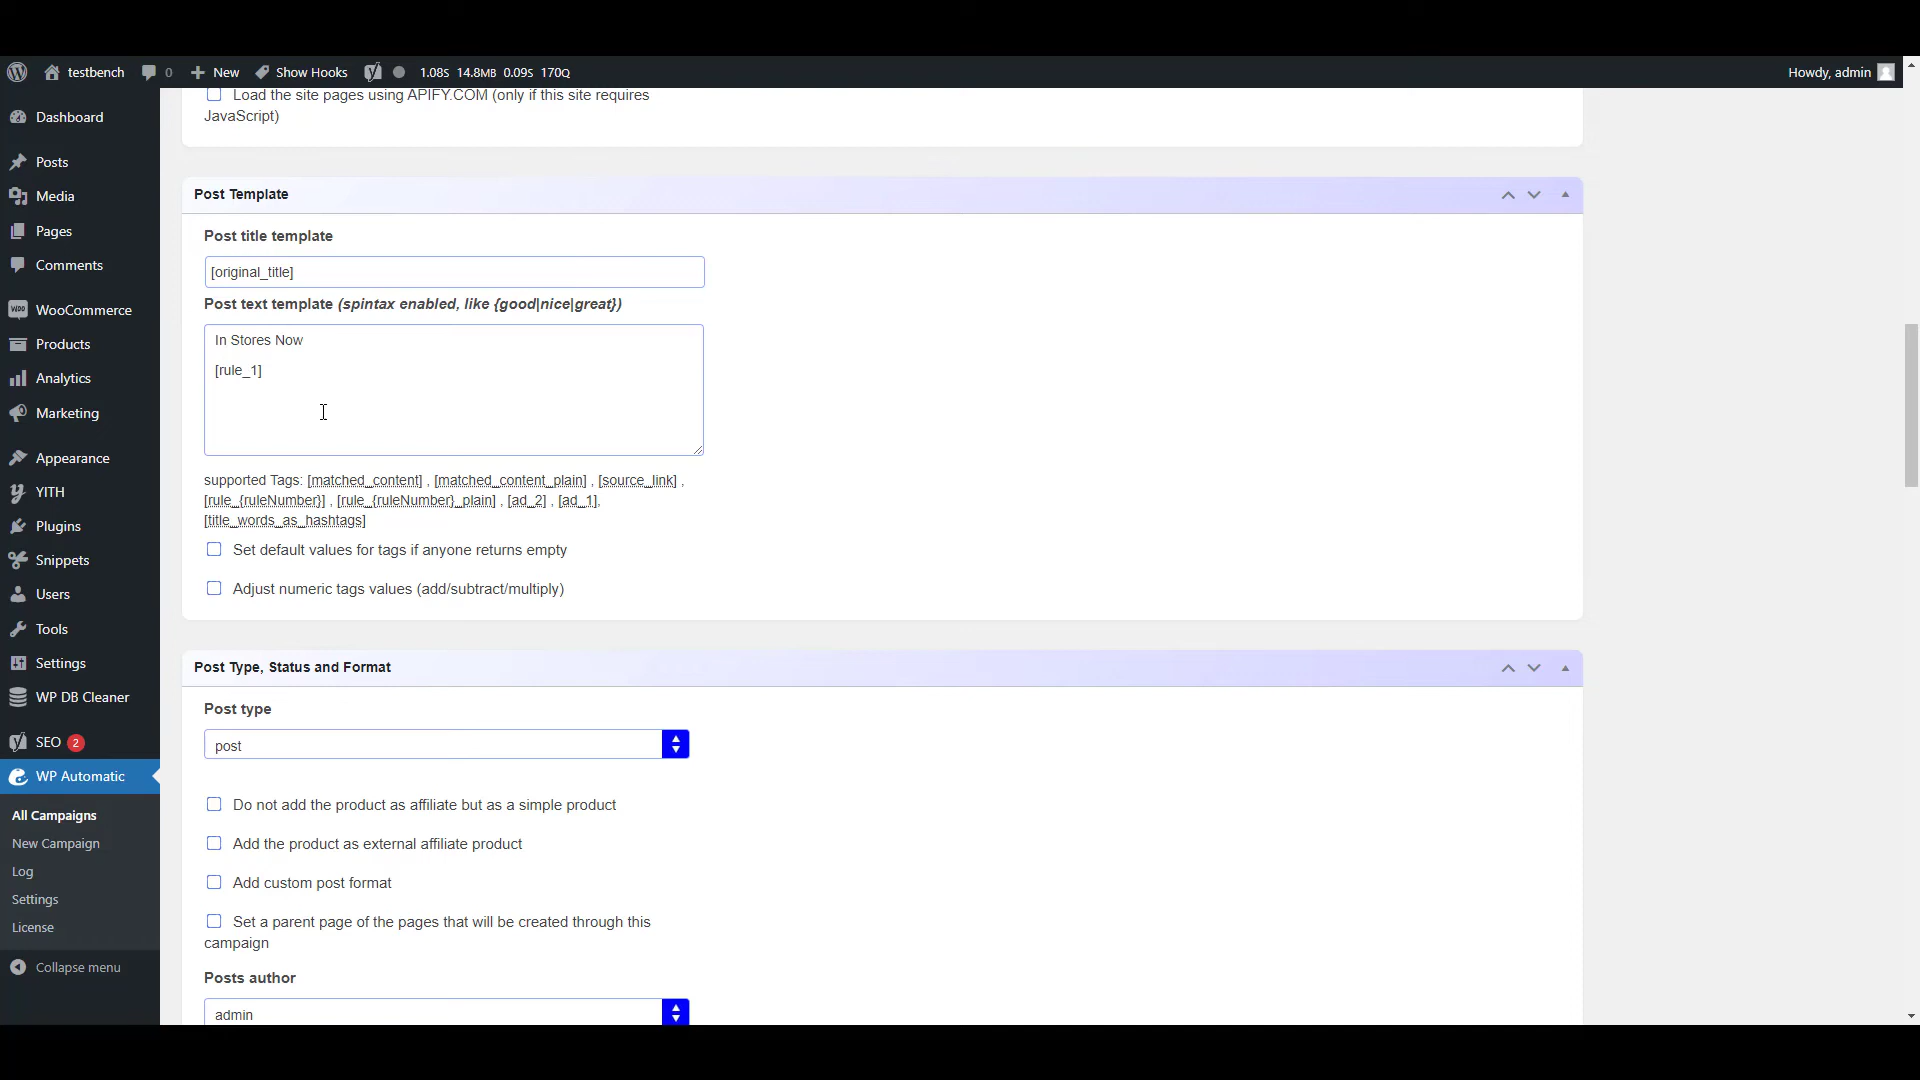 testbench 0 New Show Hooks 1.08S 14.8MB 0.09S 170Q Howdy, admin
Dashboard
Posts
Media
Pages
Comments
WooCommerce
Products
Analytics
Marketing
Appearance
YITH
Plugins
Snippets
Users
Tools
Settings
WP DB Cleaner
SEO 2
WP Automatic
All Campaigns
New Campaign
Log
Settings
License
Collapse menu
Load the site pages using APIFY.COM (only if this site requires
JavaScript)
Post Template
Post title template
[original_title]
Post text template (spintax enabled, like {good|nice|great})
In Stores Now
[rule_1]
supported Tags: [matched_content] , [matched_content_plain] , [source_link] ,
[rule_{ruleNumber}] , [rule_{ruleNumber}_plain] , [ad_2] , [ad_1],
[title_words_as_hashtags]
Set default values for tags if anyone returns empty
Adjust numeric tags values (add/subtract/multiply)
Post Type, Status and Format
Post type
post
Do not add the product as affiliate but as a simple product
Add the product as external affiliate product
Add custom post format
Set a parent page of the pages that will be created through this
campaign
Posts author
admin